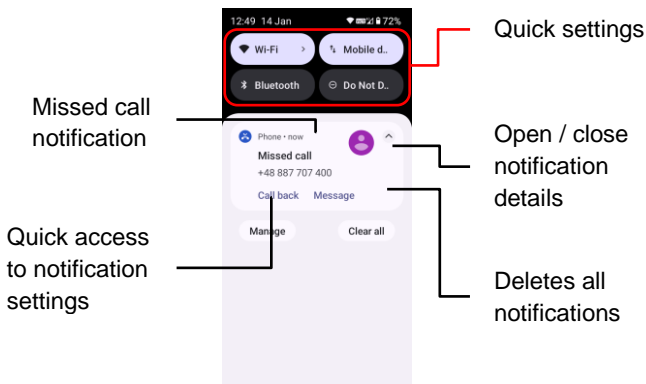 12:49 14 Jan 72%
Quick settings
Wi-Fi
Mobile d..
Bluetooth
Do Not D..
Missed call
notification
Phone • now
Missed call
+48 887 707 400
Call back Message
Open / close
notification
details
Manage
Clear all
Quick access
to notification
settings
Deletes all
notifications